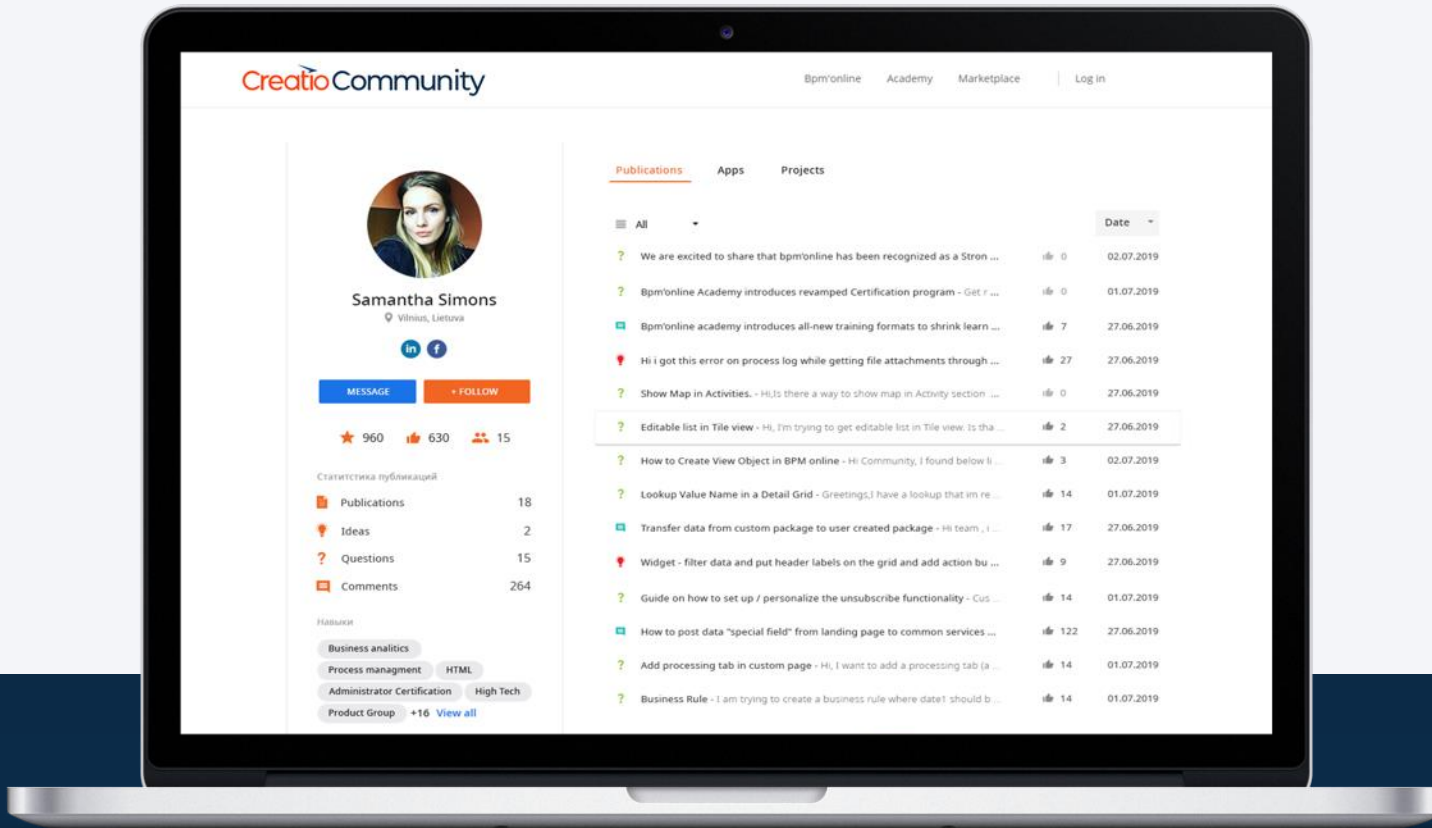 Creatio Community
Bpm'online Academy Marketplace Log in
Samantha Simons
Vilnius, Lietuva
in f
MESSAGE + FOLLOW
960 630 15
Статитстика публикаций
Publications 18
Ideas 2
? Questions 15
Comments 264
Навыки
Business analitics
Process managment HTML
Administrator Certification High Tech
Product Group +16 View all
Publications Apps Projects
All Date
? We are excited to share that bpm'online has been recognized as a Stron ... 0 02.07.2019
? Bpm'online Academy introduces revamped Certification program - Get r ... 0 01.07.2019
Bpm'online academy introduces all-new training formats to shrink learn ... 7 27.06.2019
Hi i got this error on process log while getting file attachments through ... 27 27.06.2019
? Show Map in Activities. - Hi,Is there a way to show map in Activity section ... 0 27.06.2019
? Editable list in Tile view - Hi, I'm trying to get editable list in Tile view. Is tha ... 2 27.06.2019
? How to Create View Object in BPM online - Hi Community, I found below li ... 3 02.07.2019
? Lookup Value Name in a Detail Grid - Greetings,I have a lookup that im re ... 14 01.07.2019
Transfer data from custom package to user created package - Hi team , i ... 17 27.06.2019
Widget - filter data and put header labels on the grid and add action bu ... 9 27.06.2019
? Guide on how to set up / personalize the unsubscribe functionality - Cus ... 14 01.07.2019
How to post data "special field" from landing page to common services ... 122 27.06.2019
? Add processing tab in custom page - Hi, I want to add a processing tab (a ... 14 01.07.2019
? Business Rule - I am trying to create a business rule where date1 should b ... 14 01.07.2019